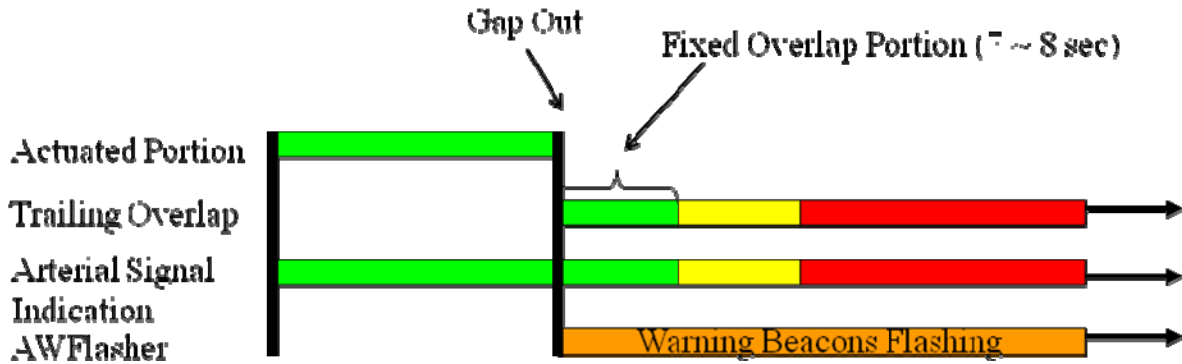 Gap Out
Fixed Overlap Portion ( ~ 8 sec)
Actuated Portion
Trailing Overlap
Arterial Signal
Indication
AWFlasher
Warning Beacons Flashing